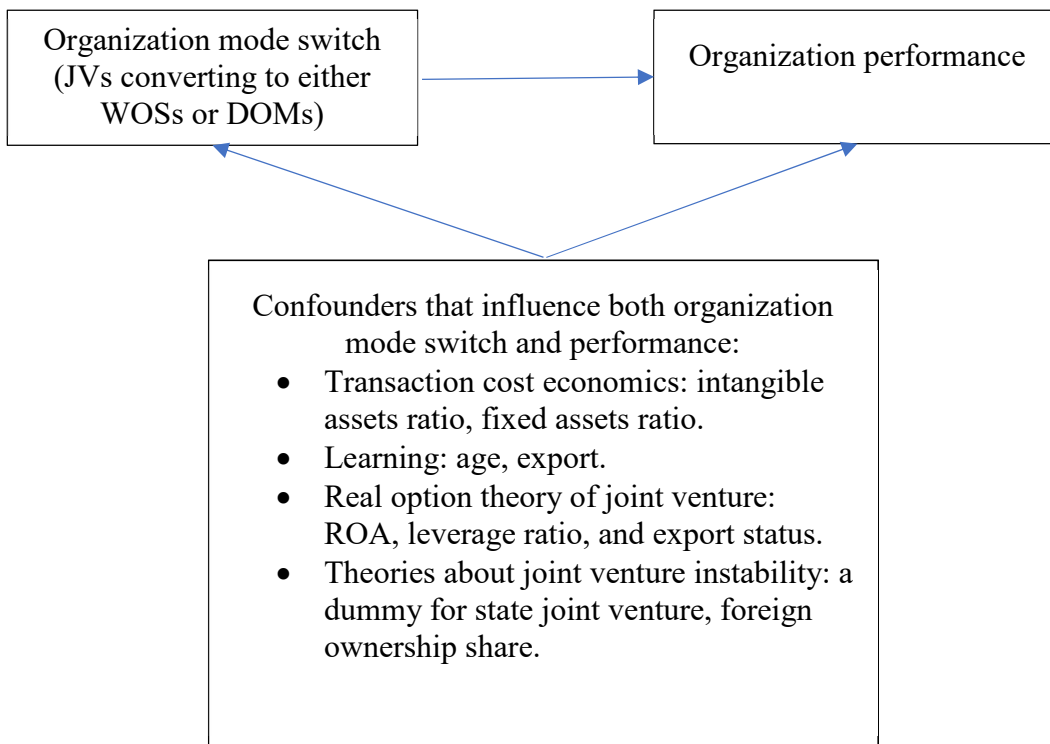 Organization mode switch
(JVs converting to either
WOSs or DOMs)
Organization performance
Confounders that influence both organization
mode switch and performance:
• Transaction cost economics: intangible
assets ratio, fixed assets ratio.
• Learning: age, export.
• Real option theory of joint venture:
ROA, leverage ratio, and export status.
• Theories about joint venture instability: a
dummy for state joint venture, foreign
ownership share.